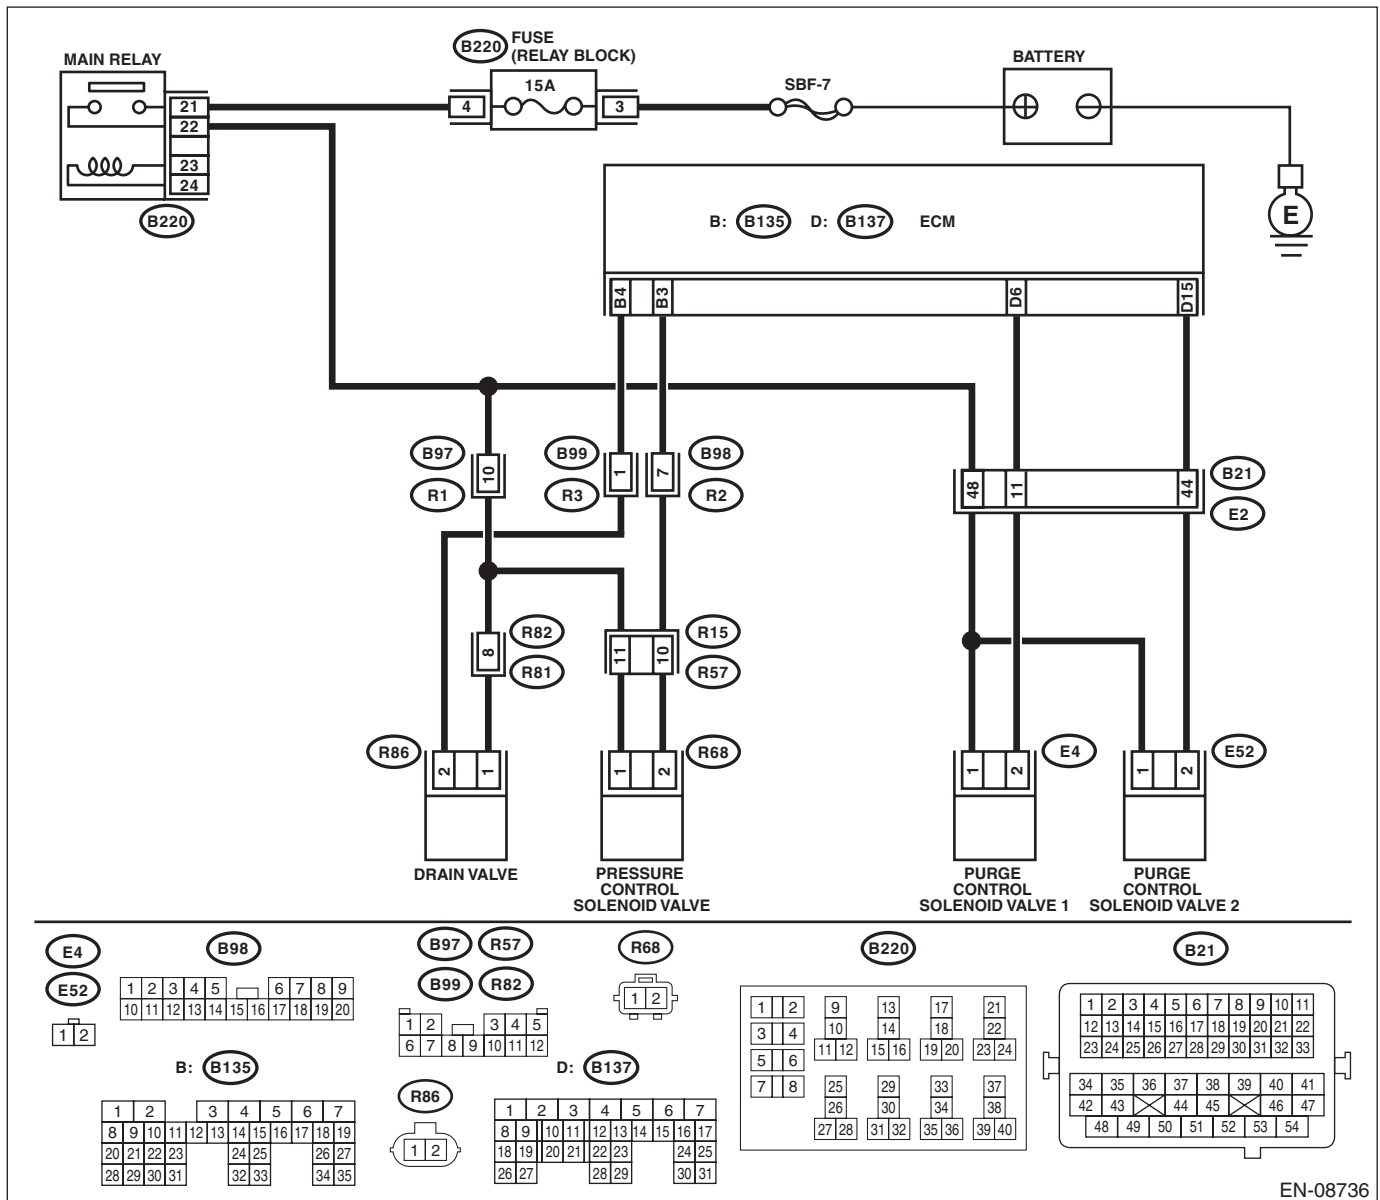 B220
FUSE
(RELAY BLOCK)
MAIN RELAY
BATTERY
15A
SBF-7
21
4
3
22
23
24
E
B220
B: B135 D: B137 ECM
B4 B3 D6 D15
B97 B99 B98 B21
10 1 7 48 11 44
R1 R3 R2 E2
R82 R15
8 11 10
R81 R57
R86 R68 E4 E52
2 1 1 2 1 2 1 2
DRAIN VALVE
PRESSURE
CONTROL
SOLENOID VALVE
PURGE
CONTROL
SOLENOID VALVE 1
PURGE
CONTROL
SOLENOID VALVE 2
E4
E52
1 2
B98
1 2 3 4 5 6 7 8 9
10 11 12 13 14 15 16 17 18 19 20
B97 R57
B99 R82
1 2 3 4 5
6 7 8 9 10 11 12
R68
1 2
B220
1 2 9 13 17 21
3 4 10 14 18 22
11 12 15 16 19 20 23 24
5 6
7 8 25 29 33 37
26 30 34 38
27 28 31 32 35 36 39 40
B21
1 2 3 4 5 6 7 8 9 10 11
12 13 14 15 16 17 18 19 20 21 22
23 24 25 26 27 28 29 30 31 32 33
34 35 36 37 38 39 40 41
42 43 44 45 46 47
48 49 50 51 52 53 54
B: B135
1 2 3 4 5 6 7
8 9 10 11 12 13 14 15 16 17 18 19
20 21 22 23 24 25 26 27
28 29 30 31 32 33 34 35
R86
1 2
D: B137
1 2 3 4 5 6 7
8 9 10 11 12 13 14 15 16 17
18 19 20 21 22 23 24 25
26 27 28 29 30 31
EN-08736